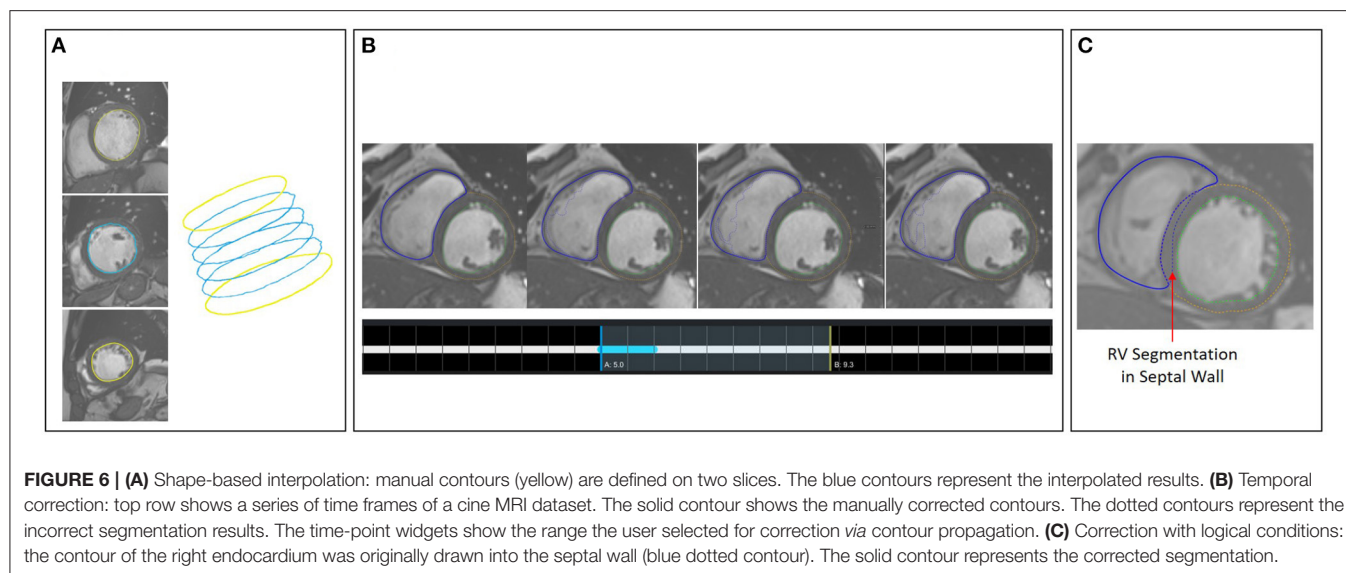 A
B
C
A: 5.0
B: 9.3
RV Segmentation
in Septal Wall
FIGURE 6 | (A) Shape-based interpolation: manual contours (yellow) are defined on two slices. The blue contours represent the interpolated results. (B) Temporal
correction: top row shows a series of time frames of a cine MRI dataset. The solid contour shows the manually corrected contours. The dotted contours represent the
incorrect segmentation results. The time-point widgets show the range the user selected for correction via contour propagation. (C) Correction with logical conditions:
the contour of the right endocardium was originally drawn into the septal wall (blue dotted contour). The solid contour represents the corrected segmentation.